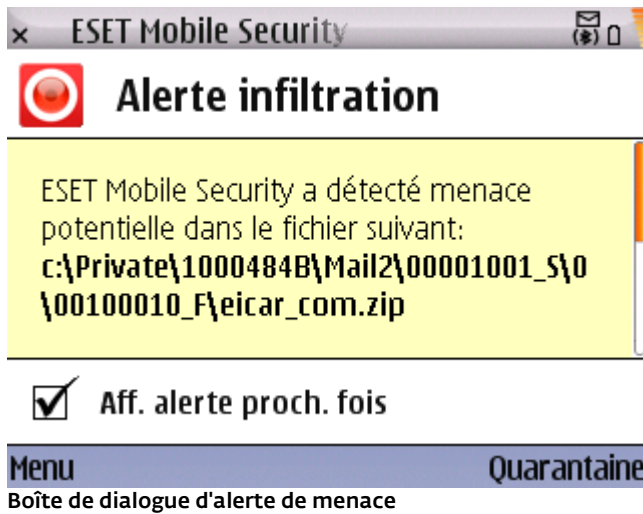 × ESET Mobile Security
Alerte infiltration
ESET Mobile Security a détecté menace
potentielle dans le fichier suivant:
c:\Private\1000484B\Mail2\00001001_S\0
\00100010_F\eicar_com.zip
Aff. alerte proch. fois
Menu Quarantaine
Boîte de dialogue d'alerte de menace